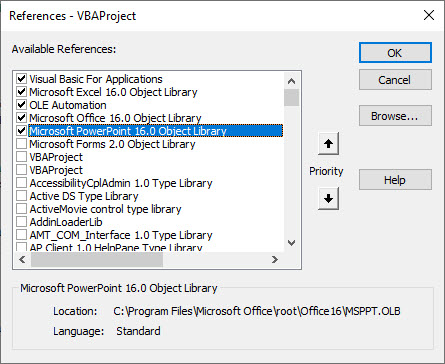 References - VBAProject
Available References:
OK
Visual Basic For Applications
Microsoft Excel 16.0 Object Library
Cancel
OLE Automation
Microsoft Office 16.0 Object Library
Microsoft PowerPoint 16.0 Object Library
Browse...
Microsoft Forms 2.0 Object Library
VBAProject
VBAProject
Priority
AccessibilityCplAdmin 1.0 Type Library
Help
Active DS Type Library
ActiveMovie control type library
AddinLoaderLib
AMT_COM_Interface 1.0 Type Library
AP Client 1.0 HelpPane Type Library
Microsoft PowerPoint 16.0 Object Library
Location: C:\Program Files\Microsoft Office\root\Office16\MSPPT.OLB
Language: Standard